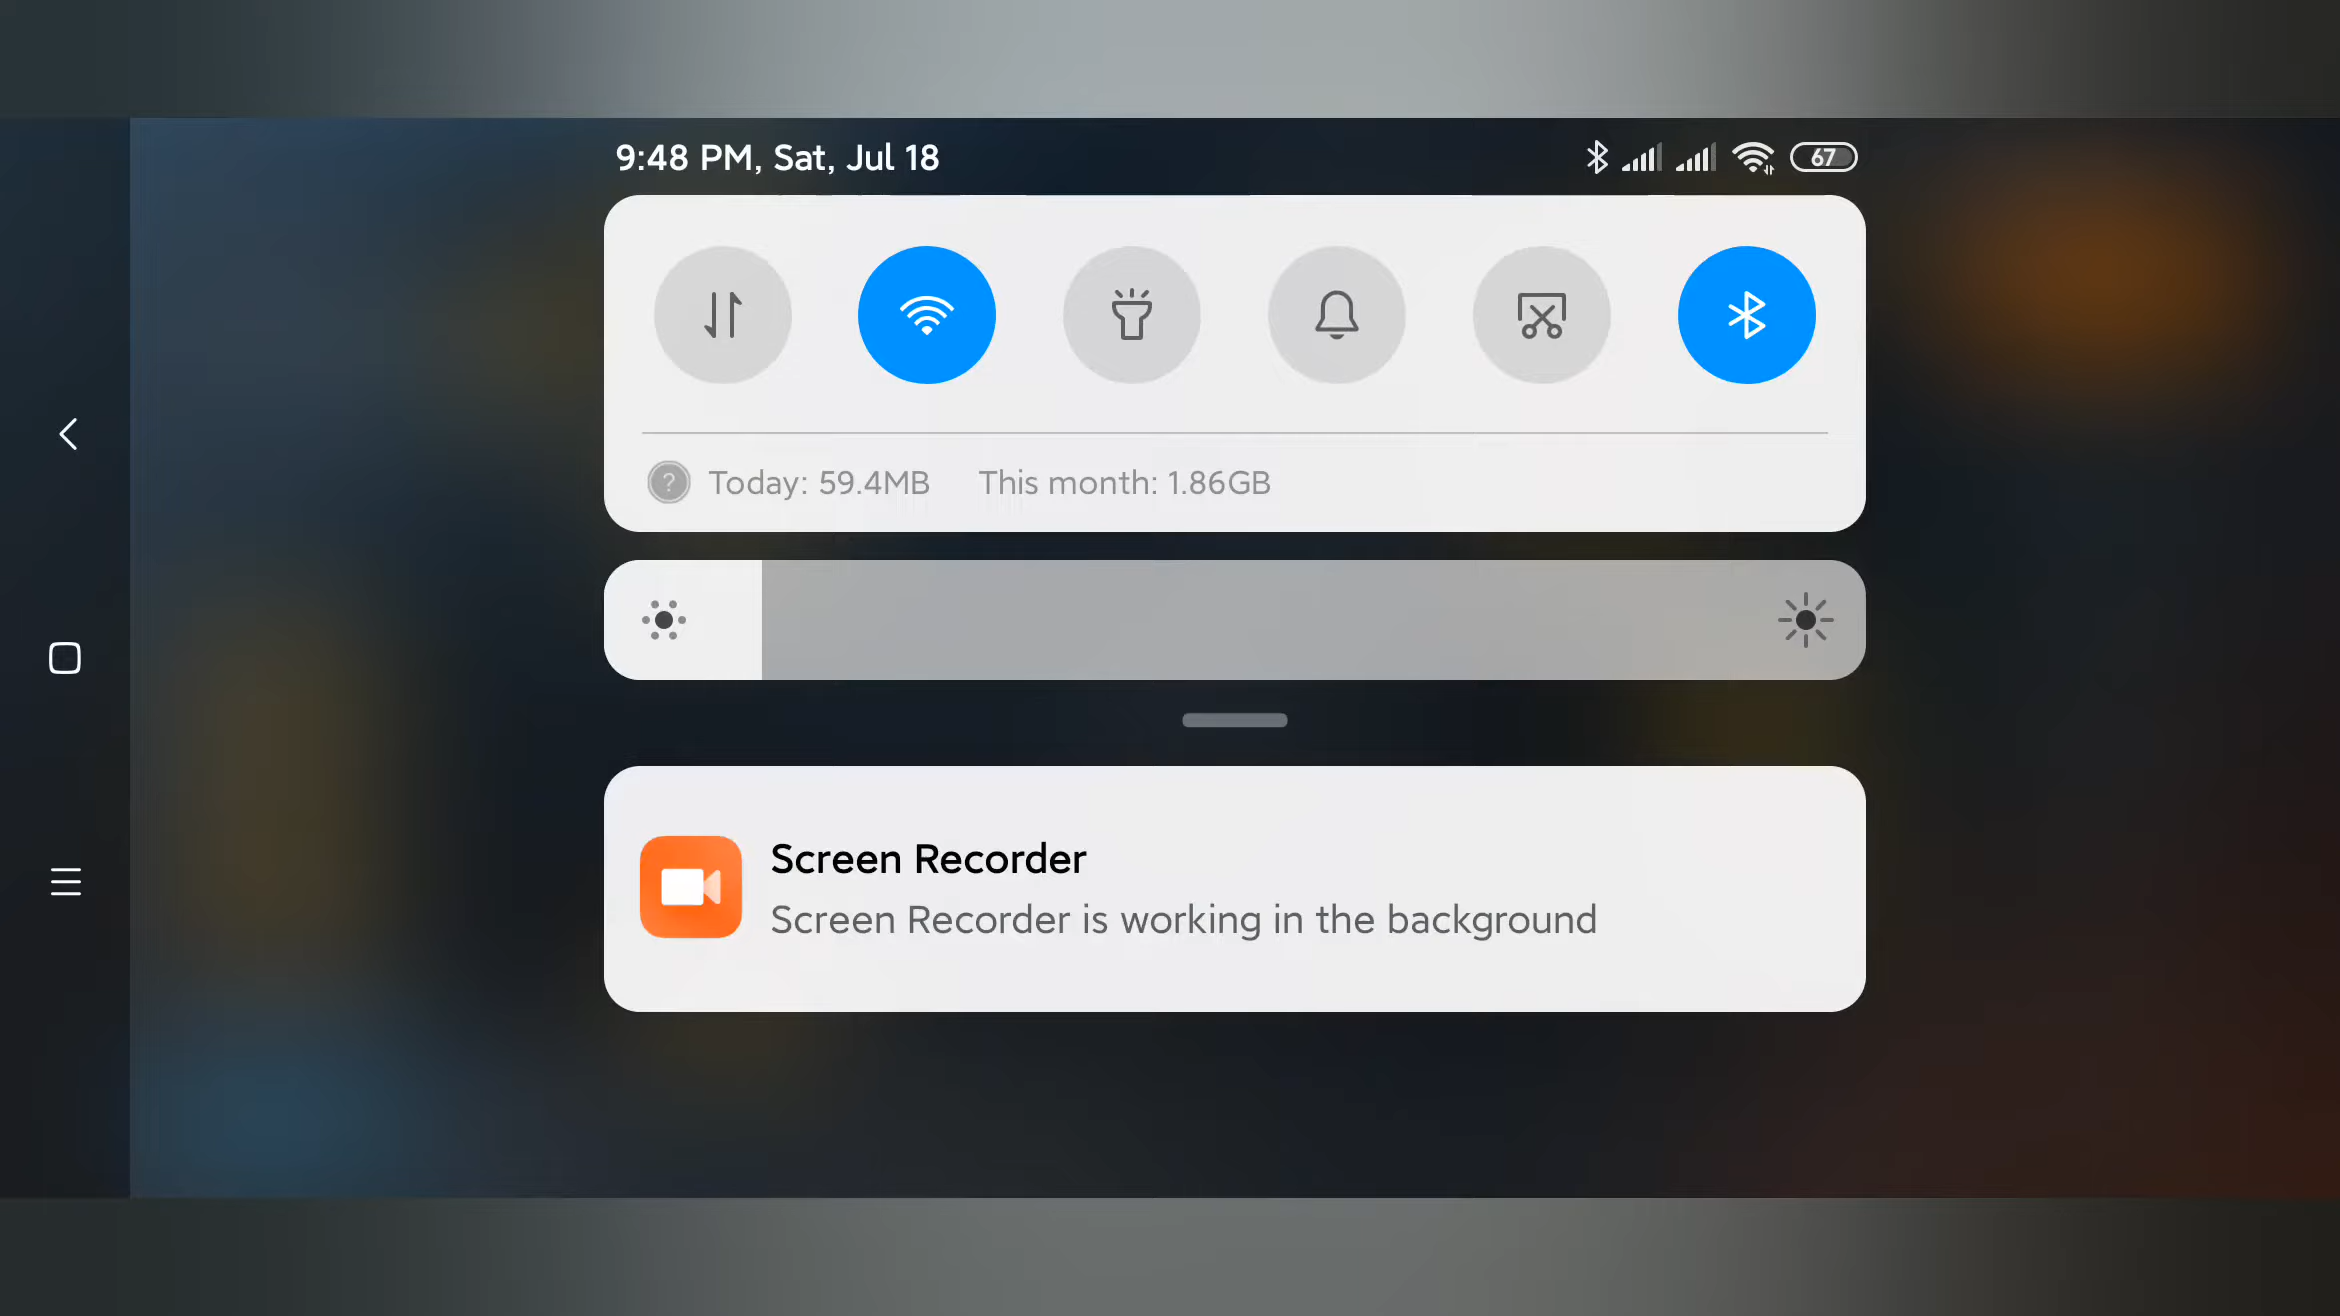 9:48 PM, Sat, Jul 18
67
Today: 59.4MB This month: 1.86GB
Screen Recorder
Screen Recorder is working in the background